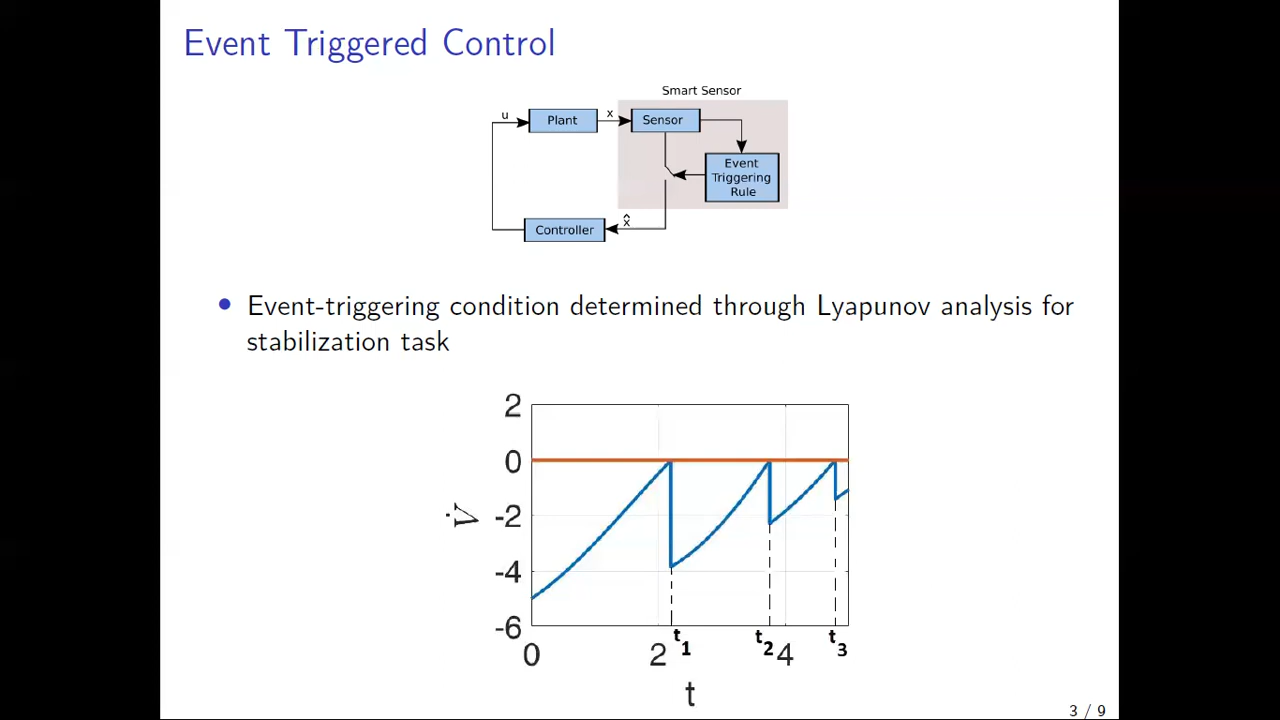 Event Triggered Control
Smart Sensor
u
Plant
x
Sensor
Event
Triggering
Rule
Controller
x̂
• Event-triggering condition determined through Lyapunov analysis for
stabilization task
2
0
-2
-4
-6
V̇
0
2
4
t₁
t₂
t₃
t
3 / 9